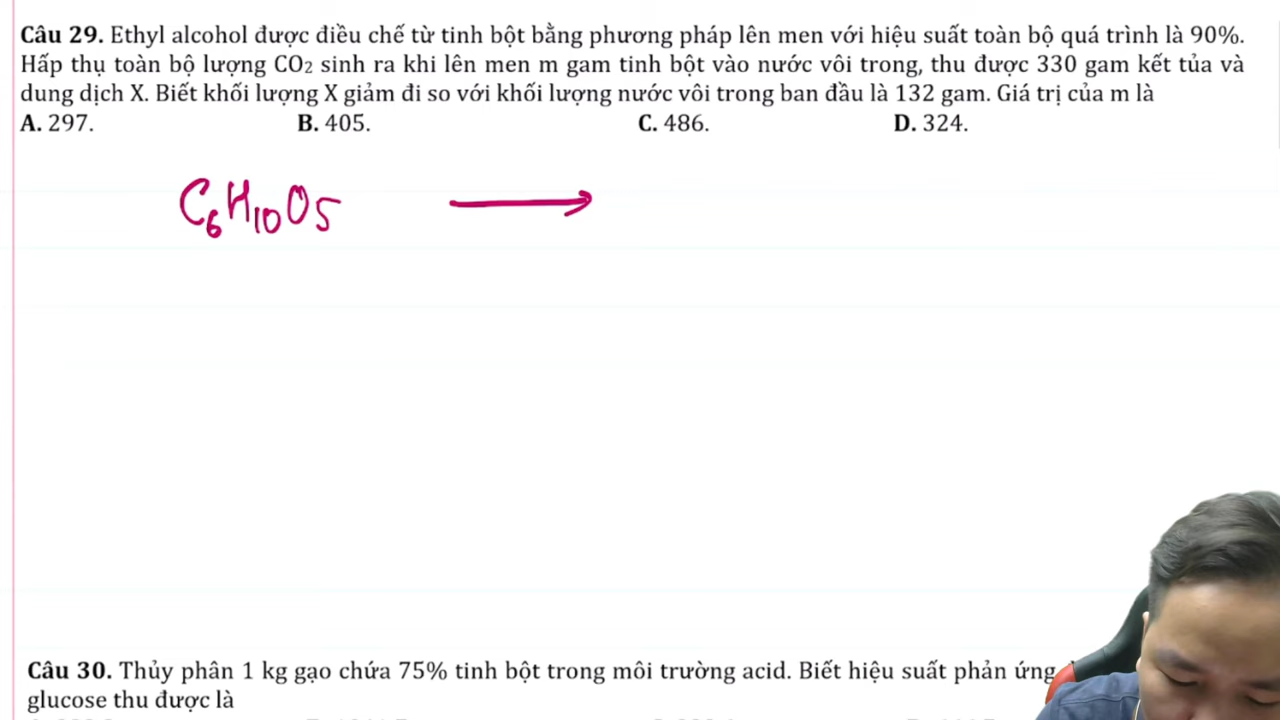 Câu 29. Ethyl alcohol được điều chế từ tinh bột bằng phương pháp lên men với hiệu suất toàn bộ quá trình là 90%.
Hấp thụ toàn bộ lượng CO₂ sinh ra khi lên men m gam tinh bột vào nước vôi trong, thu được 330 gam kết tủa và
dung dịch X. Biết khối lượng X giảm đi so với khối lượng nước vôi trong ban đầu là 132 gam. Giá trị của m là
A. 297. B. 405. C. 486. D. 324.
C₆H₁₀O₅ ⟶
Câu 30. Thủy phân 1 kg gạo chứa 75% tinh bột trong môi trường acid. Biết hiệu suất phản ứng
glucose thu được là